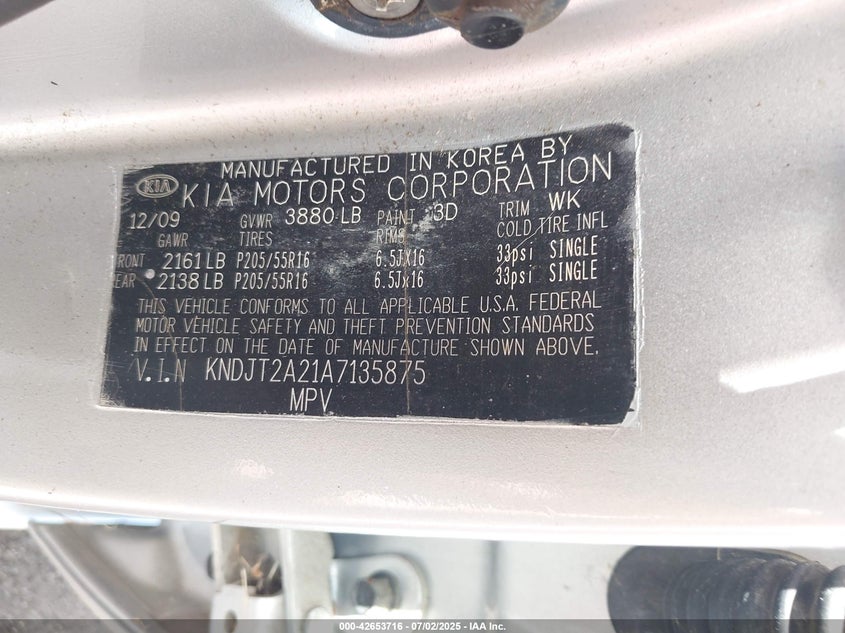 MANUFACTURED IN KOREA BY
KIA KIA MOTORS CORPORATION
12/09 GVWR 3880 LB PAINT 3D TRIM WK
GAWR TIRES RIMS COLD TIRE INFL
FRONT 2161 LB P205/55R16 6.5JX16 33psi SINGLE
REAR 2138 LB P205/55R16 6.5JX16 33psi SINGLE
THIS VEHICLE CONFORMS TO ALL APPLICABLE U.S.A. FEDERAL
MOTOR VEHICLE SAFETY AND THEFT PREVENTION STANDARDS
IN EFFECT ON THE DATE OF MANUFACTURE SHOWN ABOVE.
V.I.N KNDJT2A21A7135875
MPV
000-42653716 - 07/02/2025 - IAA Inc.